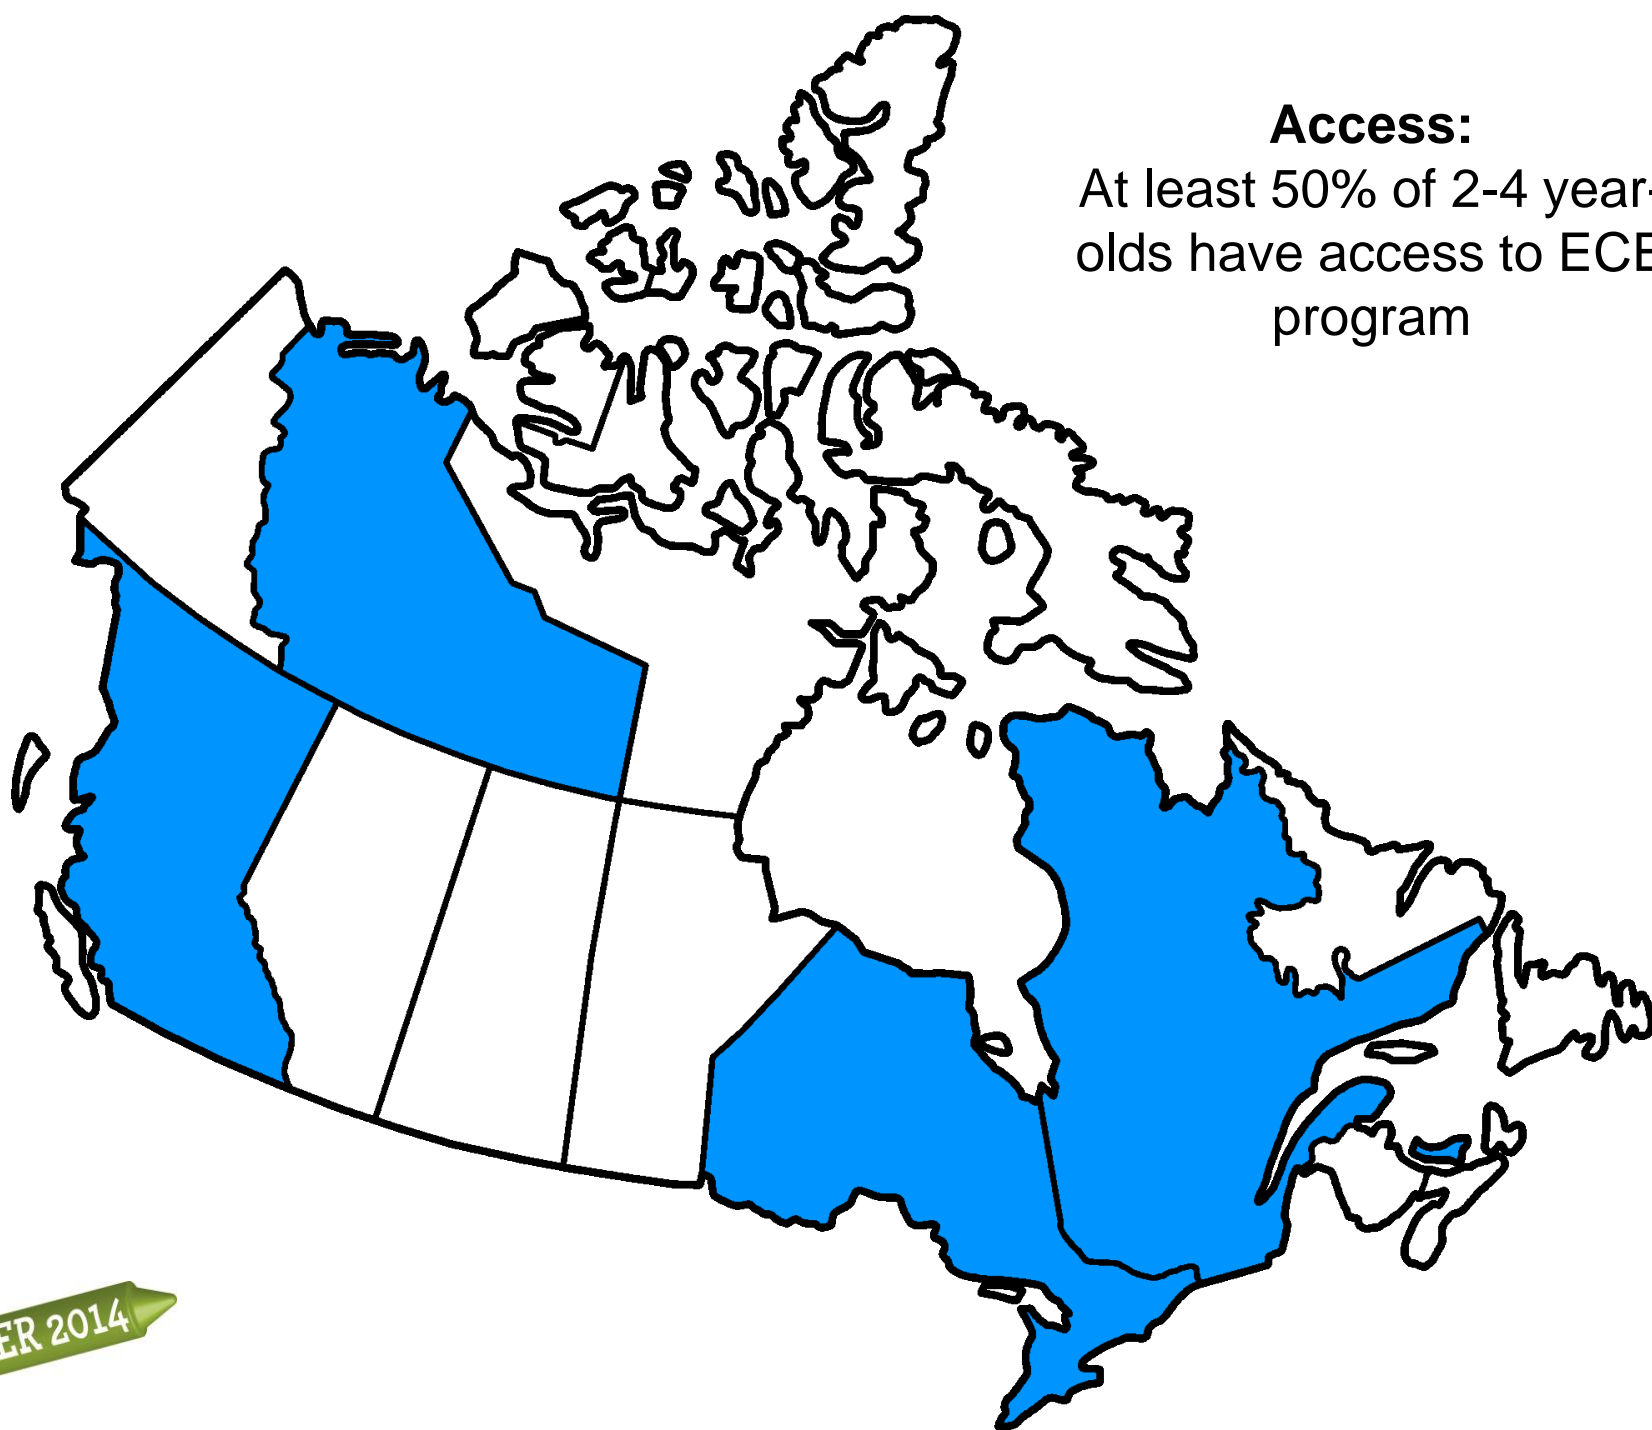 Access:
At least 50% of 2-4 year-
olds have access to ECE
program
ER 2014